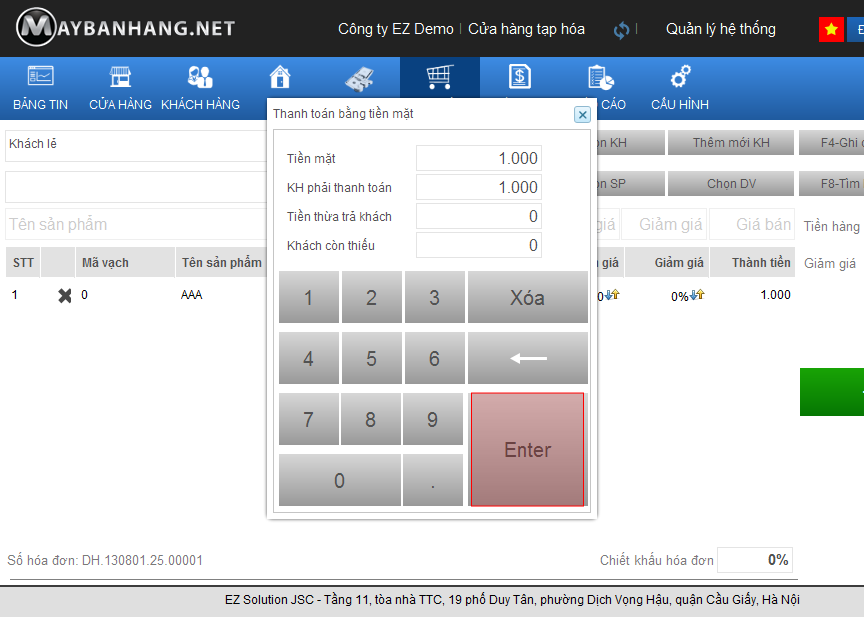 MAYBANHANG.NET Công ty EZ Demo | Cửa hàng tạp hóa | Quản lý hệ thống
BẢNG TIN CỬA HÀNG KHÁCH HÀNG CÁO CẤU HÌNH
Thanh toán bằng tiền mặt
Khách lẻ
Tiền mặt 1.000
KH phải thanh toán 1.000
Tiền thừa trả khách 0
Khách còn thiếu 0
KH Thêm mới KH F4-Ghi
SP Chọn DV F8-Tìm
Tên sản phẩm giá Giảm giá Giá bán Tiền hàng
STT Mã vạch Tên sản phẩm giá Giảm giá Thành tiền Giảm giá
1 0 AAA 0 0% 1.000
1 2 3 Xóa
4 5 6
7 8 9 Enter
0 .
Số hóa đơn: DH.130801.25.00001 Chiết khấu hóa đơn 0%
EZ Solution JSC - Tầng 11, tòa nhà TTC, 19 phố Duy Tân, phường Dịch Vọng Hậu, quận Cầu Giấy, Hà Nội